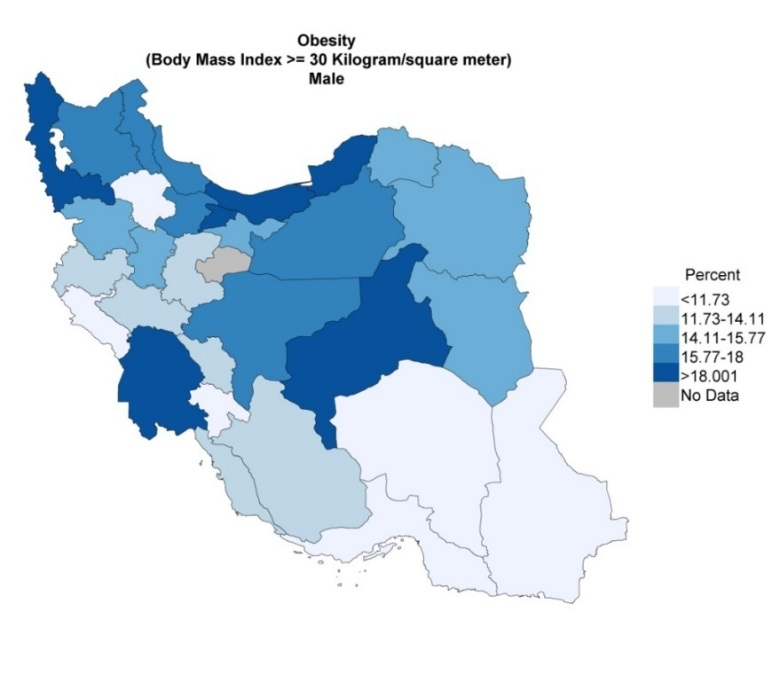 Obesity
(Body Mass Index >= 30 Kilogram/square meter)
Male
Percent
<11.73
11.73-14.11
14.11-15.77
15.77-18
>18.001
No Data